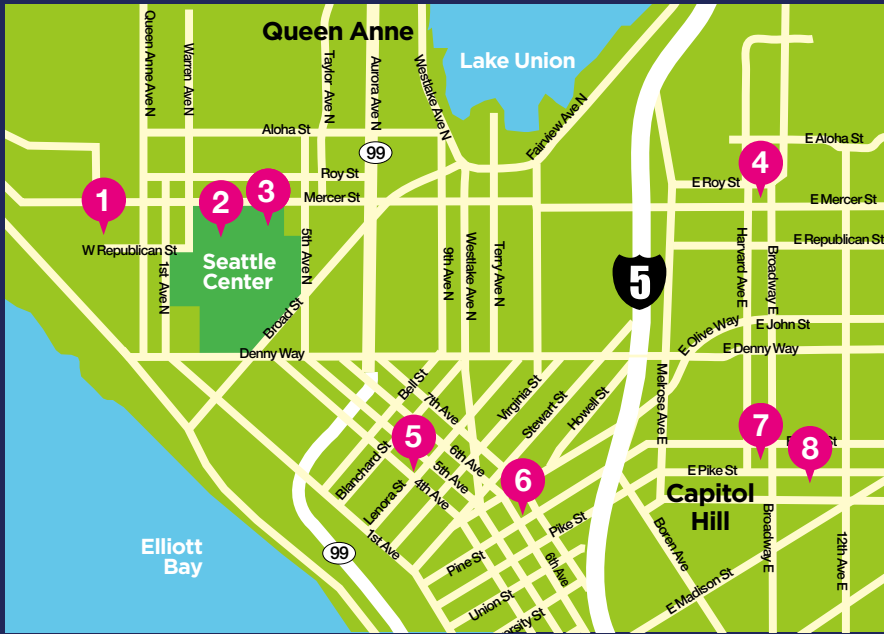 Queen Anne
Lake Union
Queen Anne Ave N
Warren Ave N
Taylor Ave N
Aurora Ave N
Westlake Ave N
Fairview Ave N
Aloha St
99
E Aloha St
4
Roy St
E Roy St
1
2
3
Mercer St
E Mercer St
W Republican St
E Republican St
1st Ave N
Seattle
Center
5th Ave N
9th Ave N
Westlake Ave N
Terry Ave N
5
Harvard Ave E
Broadway E
Broad St
E Olive Way
E John St
Denny Way
E Denny Way
Bell St
7th Ave
Virginia St
Stewart St
Howell St
Melrose Ave E
5
6th Ave
5th Ave
4th Ave
Blanchard St
Lenora St
1st Ave
6
7
8
E Pike St
Capitol
Hill
Elliott
Bay
99
Pine St
Pike St
6th Ave
Union St
Boren Ave
Broadway E
12th Ave E
E Madison St